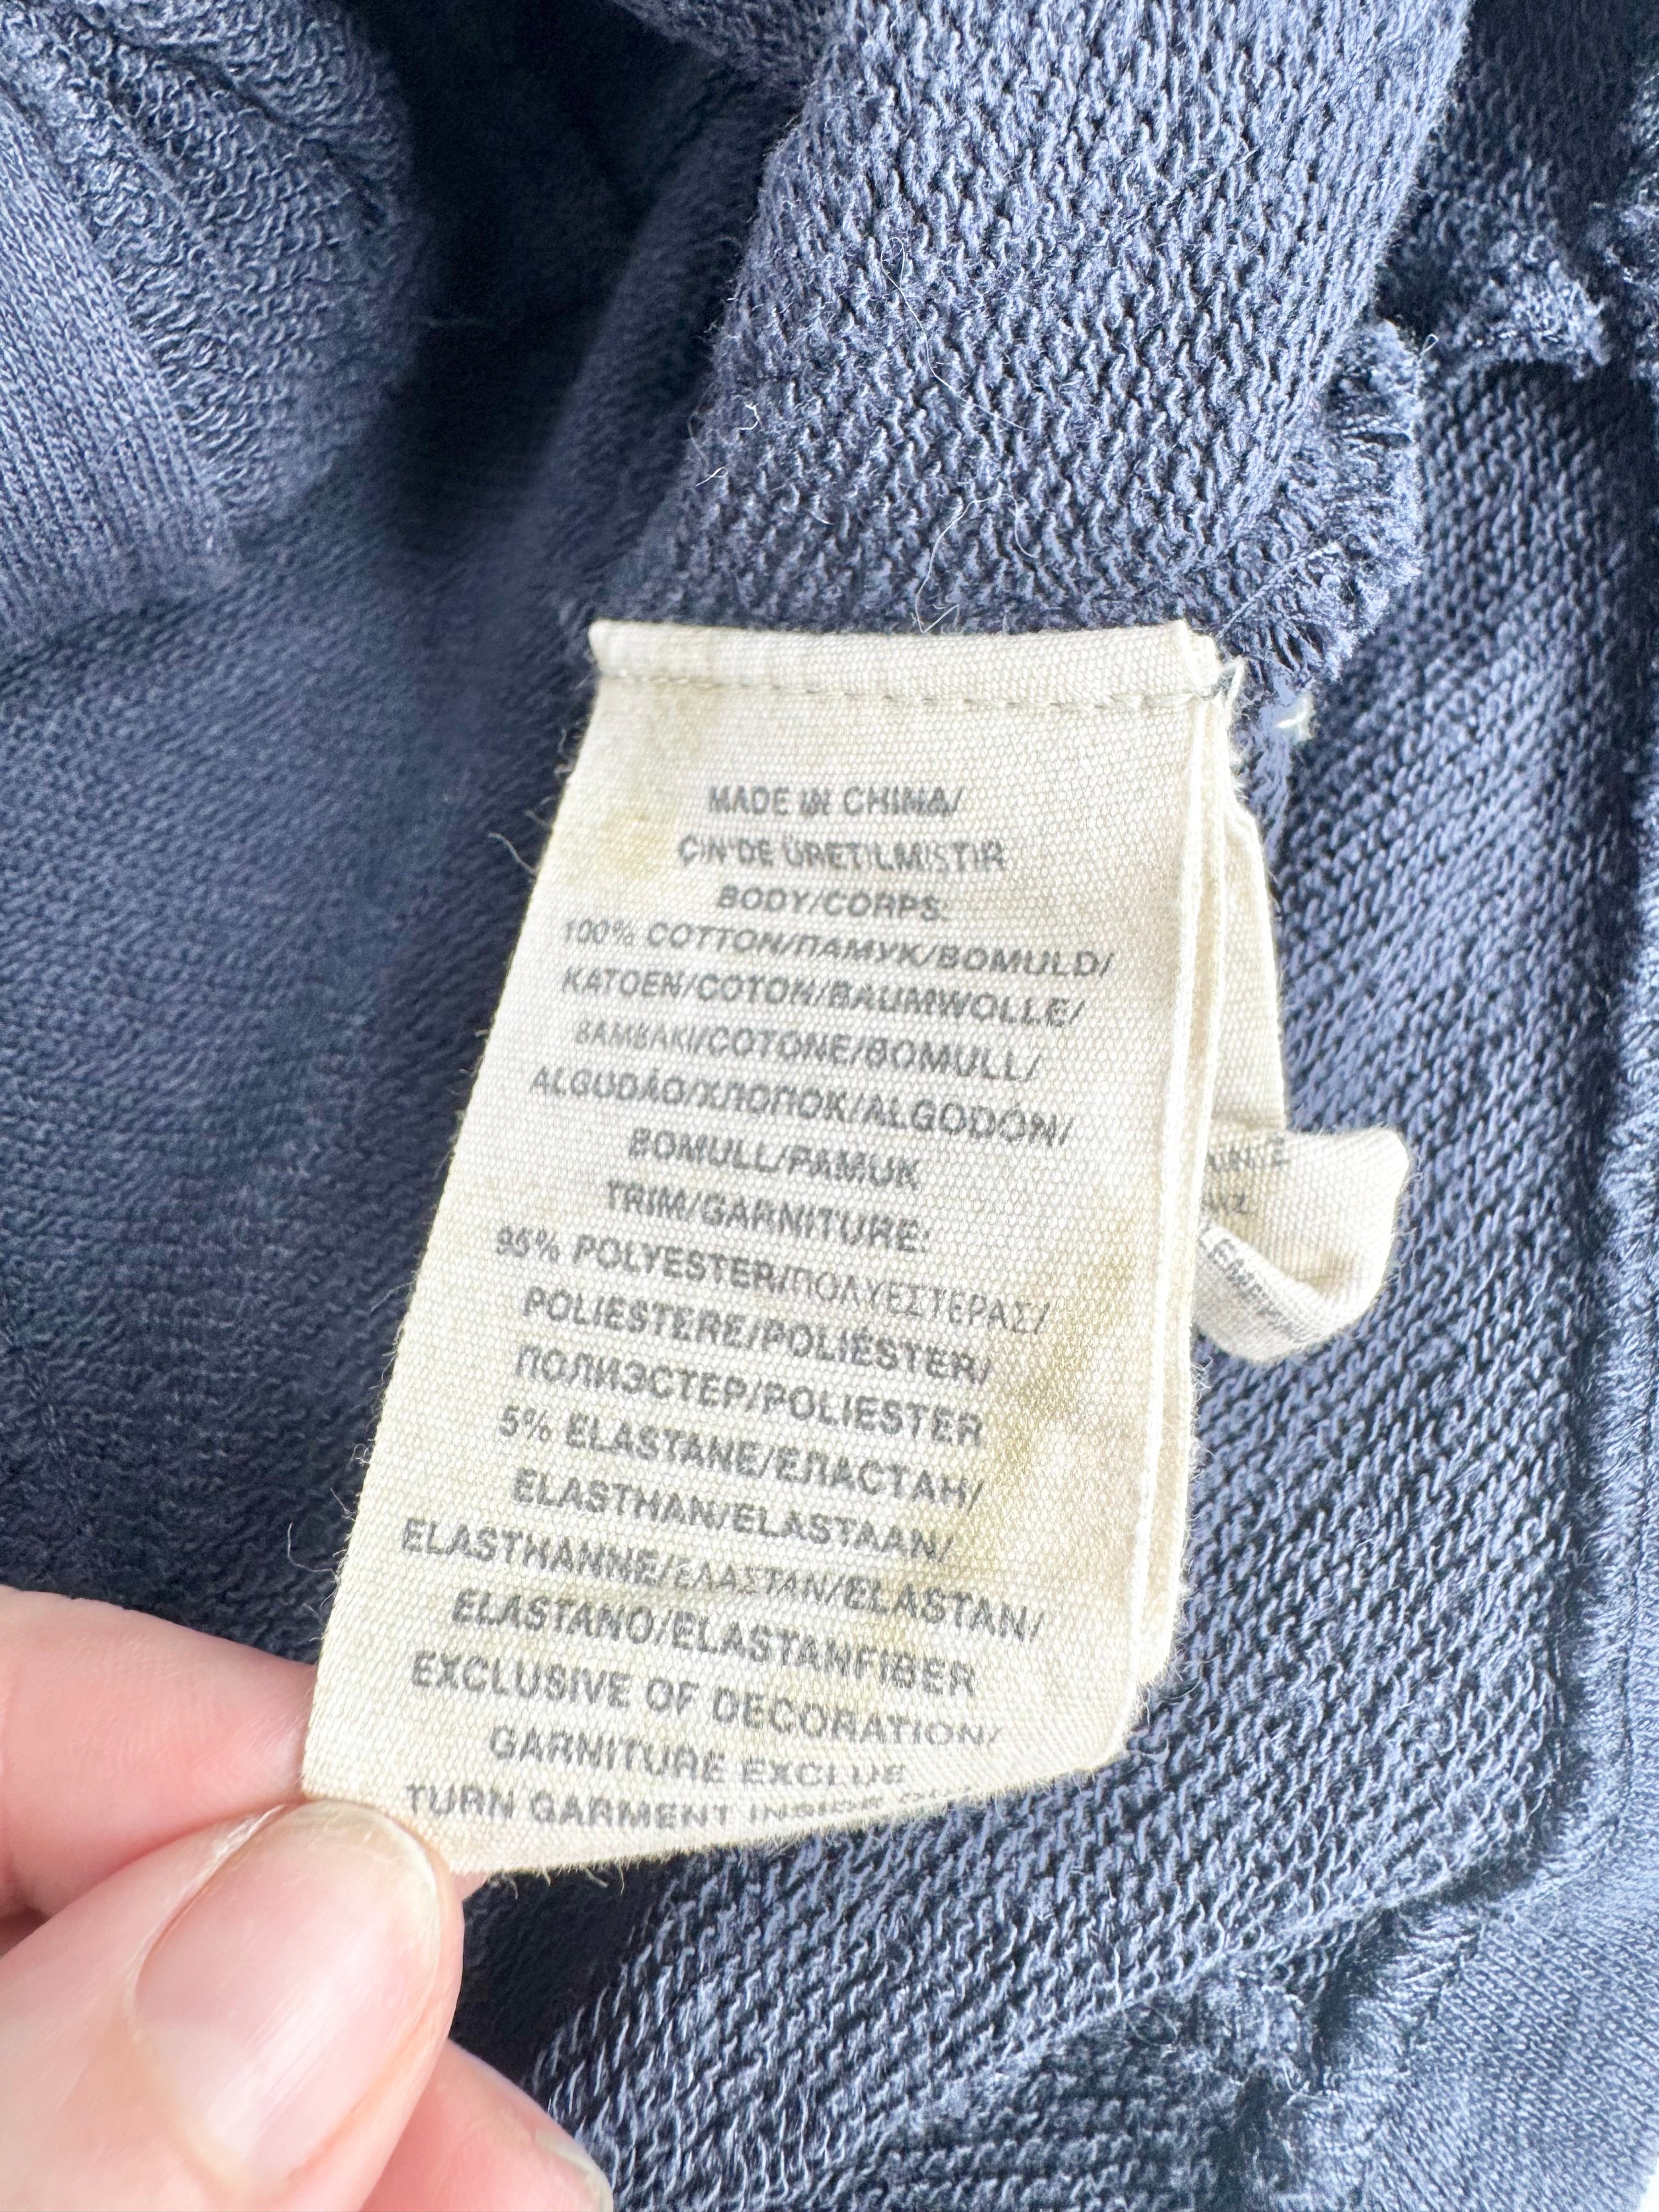 MADE IN CHINA/
ÇİN'DE ÜRETİLMİŞTİR
BODY/CORPS:
100% COTTON/ПАМУК/BOMULD/
KATOEN/COTON/BAUMWOLLE/
ΒΑΜΒΑΚΙ/COTONE/BOMULL/
ALGODÃO/ХЛОПОК/ALGODÓN/
BOMULL/PAMUK
TRIM/GARNITURE:
95% POLYESTER/ΠΟΛΥΕΣΤΕΡΑΣ/
POLIESTERE/POLIÉSTER/
ПОЛИЭСТЕР/POLIESTER
5% ELASTANE/ЕЛАСТАН/
ELASTHAN/ELASTAAN/
ELASTHANNE/ΕΛΑΣΤΑΝ/ELASTAN/
ELASTANO/ELASTANFIBER
EXCLUSIVE OF DECORATION/
GARNITURE EXCLUE
TURN GARMENT INSIDE